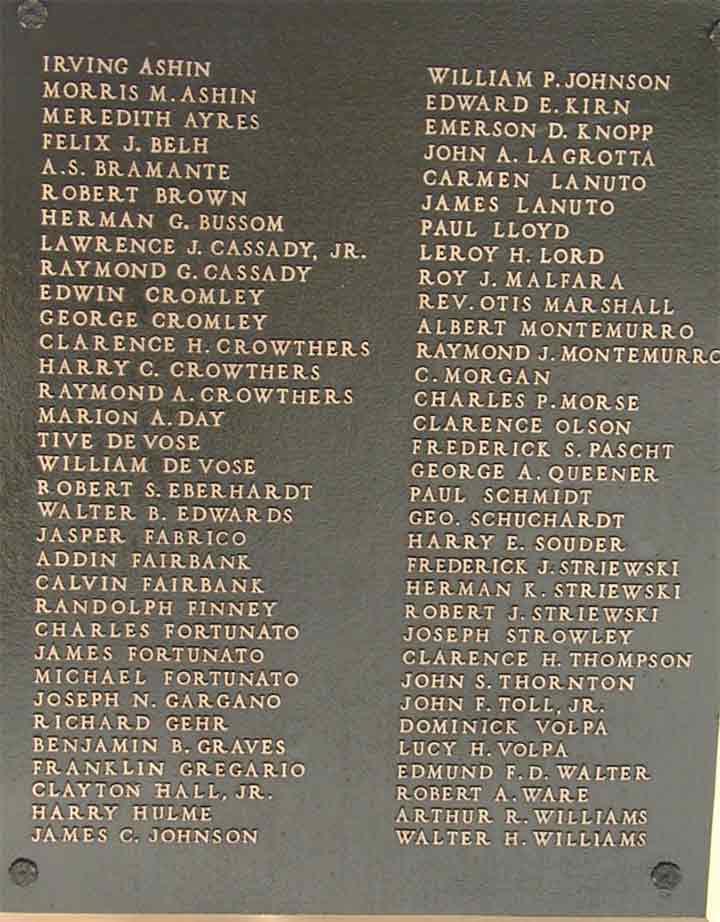 IRVING ASHIN
MORRIS M. ASHIN
MEREDITH AYRES
FELIX J. BELH
A.S. BRAMANTE
ROBERT BROWN
HERMAN G. BUSSOM
LAWRENCE J. CASSADY, JR.
RAYMOND G. CASSADY
EDWIN CROMLEY
GEORGE CROMLEY
CLARENCE H. CROWTHERS
HARRY C. CROWTHERS
RAYMOND A. CROWTHERS
MARION A. DAY
TIVE DE VOSE
WILLIAM DE VOSE
ROBERT S. EBERHARDT
WALTER B. EDWARDS
JASPER FABRICO
ADDIN FAIRBANK
CALVIN FAIRBANK
RANDOLPH FINNEY
CHARLES FORTUNATO
JAMES FORTUNATO
MICHAEL FORTUNATO
JOSEPH N. GARGANO
RICHARD GEHR
BENJAMIN B. GRAVES
FRANKLIN GREGARIO
CLAYTON HALL, JR.
HARRY HULME
JAMES C. JOHNSON
WILLIAM P. JOHNSON
EDWARD E. KIRN
EMERSON D. KNOPP
JOHN A. LA GROTTA
CARMEN LANUTO
JAMES LANUTO
PAUL LLOYD
LEROY H. LORD
ROY J. MALFARA
REV. OTIS MARSHALL
ALBERT MONTEMURRO
RAYMOND J. MONTEMURRO
C. MORGAN
CHARLES P. MORSE
CLARENCE OLSON
FREDERICK S. PASCHT
GEORGE A. QUEENER
PAUL SCHMIDT
GEO. SCHUCHARDT
HARRY E. SOUDER
FREDERICK J. STRIEWSKI
HERMAN K. STRIEWSKI
ROBERT J. STRIEWSKI
JOSEPH STROWLEY
CLARENCE H. THOMPSON
JOHN S. THORNTON
JOHN F. TOLL, JR.
DOMINICK VOLPA
LUCY H. VOLPA
EDMUND F.D. WALTER
ROBERT A. WARE
ARTHUR R. WILLIAMS
WALTER H. WILLIAMS